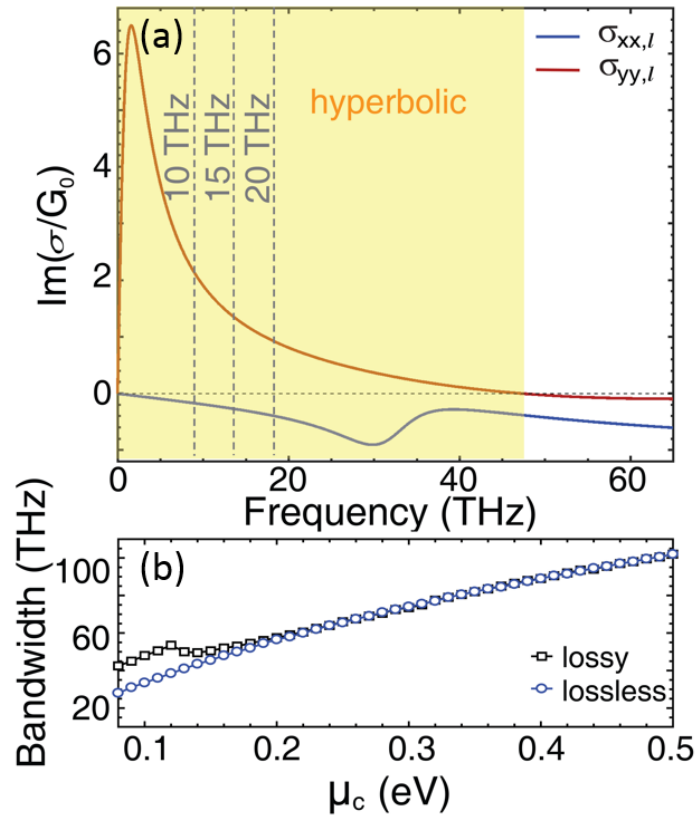 (a)
σxx,l
σyy,l
hyperbolic
10 THz
15 THz
20 THz
Im(σ/G₀)
6
4
2
0
0
20
40
60
Frequency (THz)
(b)
Bandwidth (THz)
100
60
20
lossy
lossless
0.1
0.2
0.3
0.4
0.5
μc (eV)